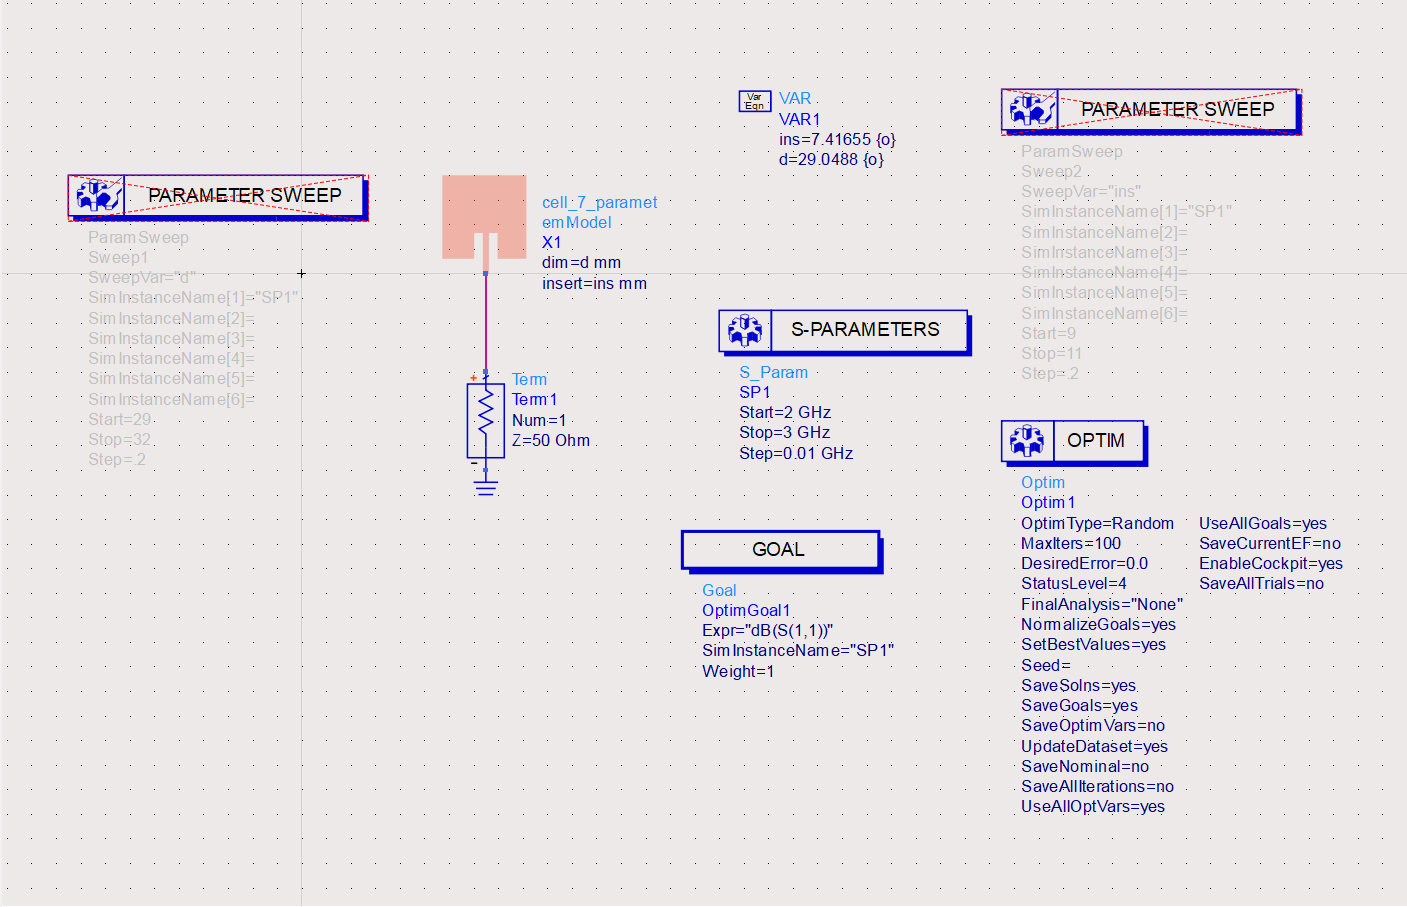 PARAMETER SWEEP
ParamSweep
Sweep1
SweepVar="d"
SimInstanceName[1]="SP1"
SimInstanceName[2]=
SimInstanceName[3]=
SimInstanceName[4]=
SimInstanceName[5]=
SimInstanceName[6]=
Start=29
Stop=32
Step=.2
cell_7_paramet
emModel
X1
dim=d mm
insert=ins mm
+
Term
Term1
Num=1
Z=50 Ohm
-
Var
Eqn
VAR
VAR1
ins=7.41655 {o}
d=29.0488 {o}
S-PARAMETERS
S_Param
SP1
Start=2 GHz
Stop=3 GHz
Step=0.01 GHz
GOAL
Goal
OptimGoal1
Expr="dB(S(1,1))"
SimInstanceName="SP1"
Weight=1
PARAMETER SWEEP
ParamSweep
Sweep2
SweepVar="ins"
SimInstanceName[1]="SP1"
SimInstanceName[2]=
SimInstanceName[3]=
SimInstanceName[4]=
SimInstanceName[5]=
SimInstanceName[6]=
Start=9
Stop=11
Step=.2
OPTIM
Optim
Optim1
OptimType=Random
MaxIters=100
DesiredError=0.0
StatusLevel=4
FinalAnalysis="None"
NormalizeGoals=yes
SetBestValues=yes
Seed=
SaveSolns=yes
SaveGoals=yes
SaveOptimVars=no
UpdateDataset=yes
SaveNominal=no
SaveAllIterations=no
UseAllOptVars=yes
UseAllGoals=yes
SaveCurrentEF=no
EnableCockpit=yes
SaveAllTrials=no